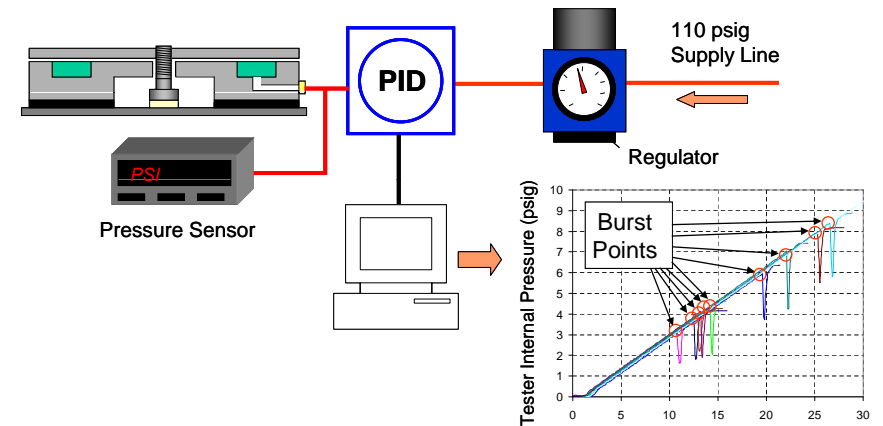 110 psig
Supply Line
PID
Regulator
PSI
Pressure Sensor
Tester Internal Pressure (psig)
Burst
Points
10
9
8
7
6
5
4
3
2
1
0
0 5 10 15 20 25 30